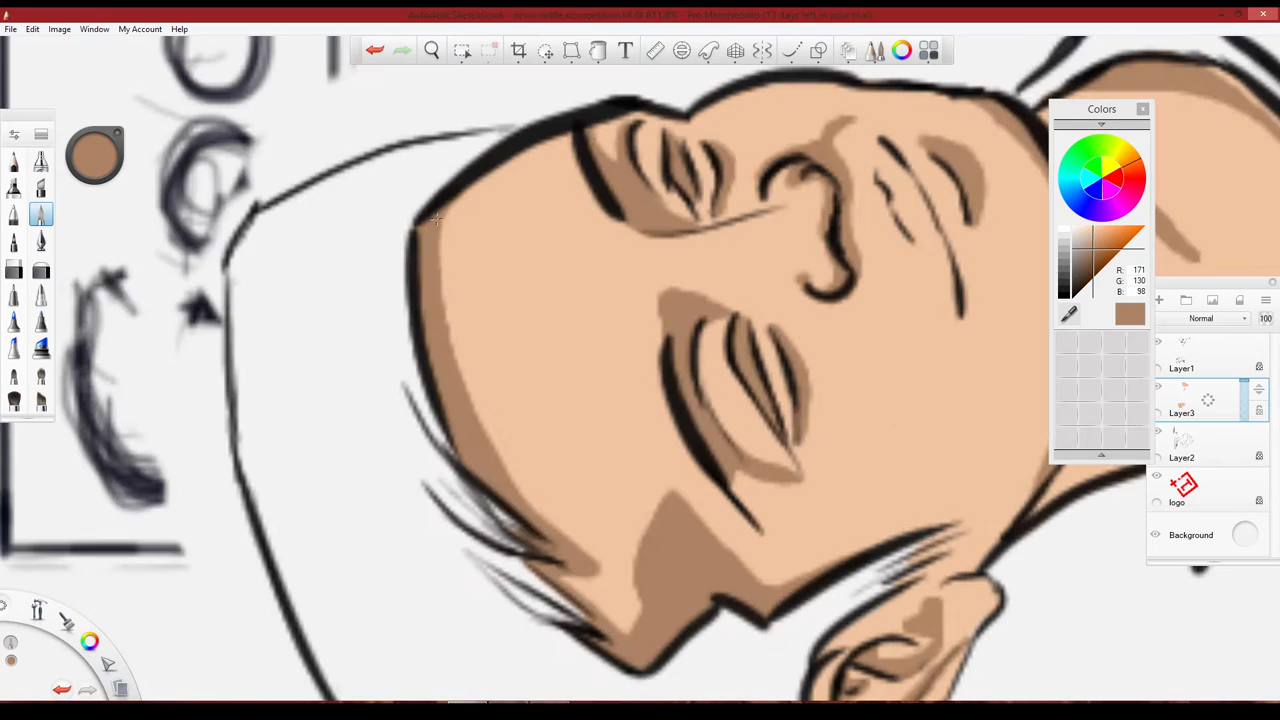 File Edit Image Window My Account Help
T
Colors x
R: 171
G: 130
B: 98
Normal 100
Layer1
Layer3
Layer2
logo
Background